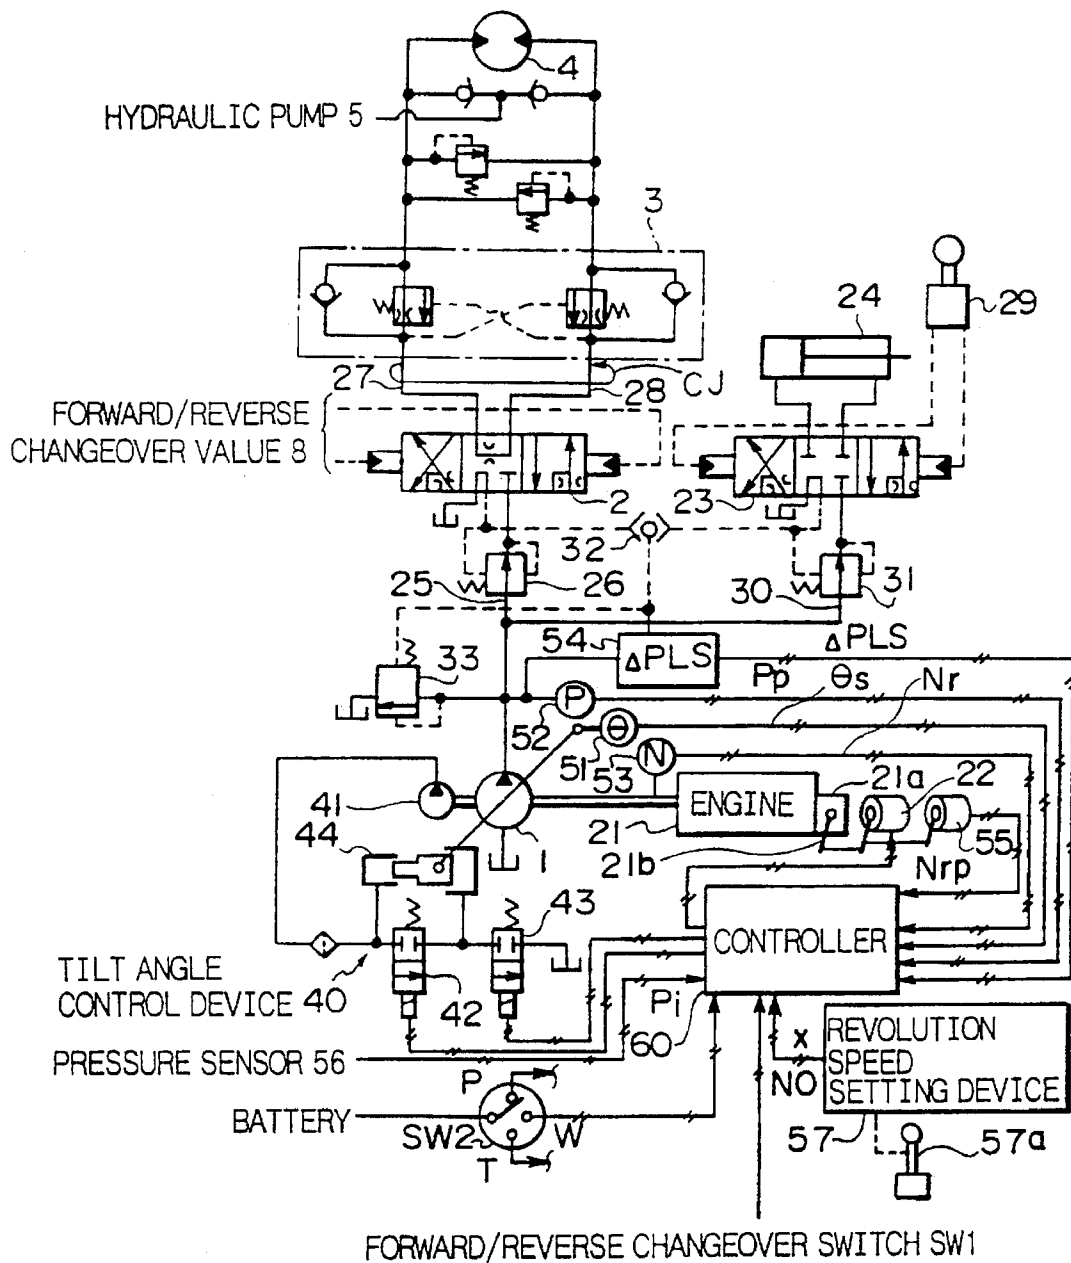 4
HYDRAULIC PUMP 5
3
24
29
27
28
CJ
FORWARD/REVERSE
CHANGEOVER VALUE 8
2
23
32
25
26
30
31
54
ΔPLS
ΔPLS
33
Pp
θs
Nr
P
52
θ
51
N
53
41
1
ENGINE
21
21a
21b
22
55
Nrp
44
43
42
CONTROLLER
TILT ANGLE
CONTROL DEVICE 40
Pi
60
PRESSURE SENSOR 56
X
NO
REVOLUTION
SPEED
SETTING DEVICE
57
57a
P
BATTERY
SW2
W
T
FORWARD/REVERSE CHANGEOVER SWITCH SW1